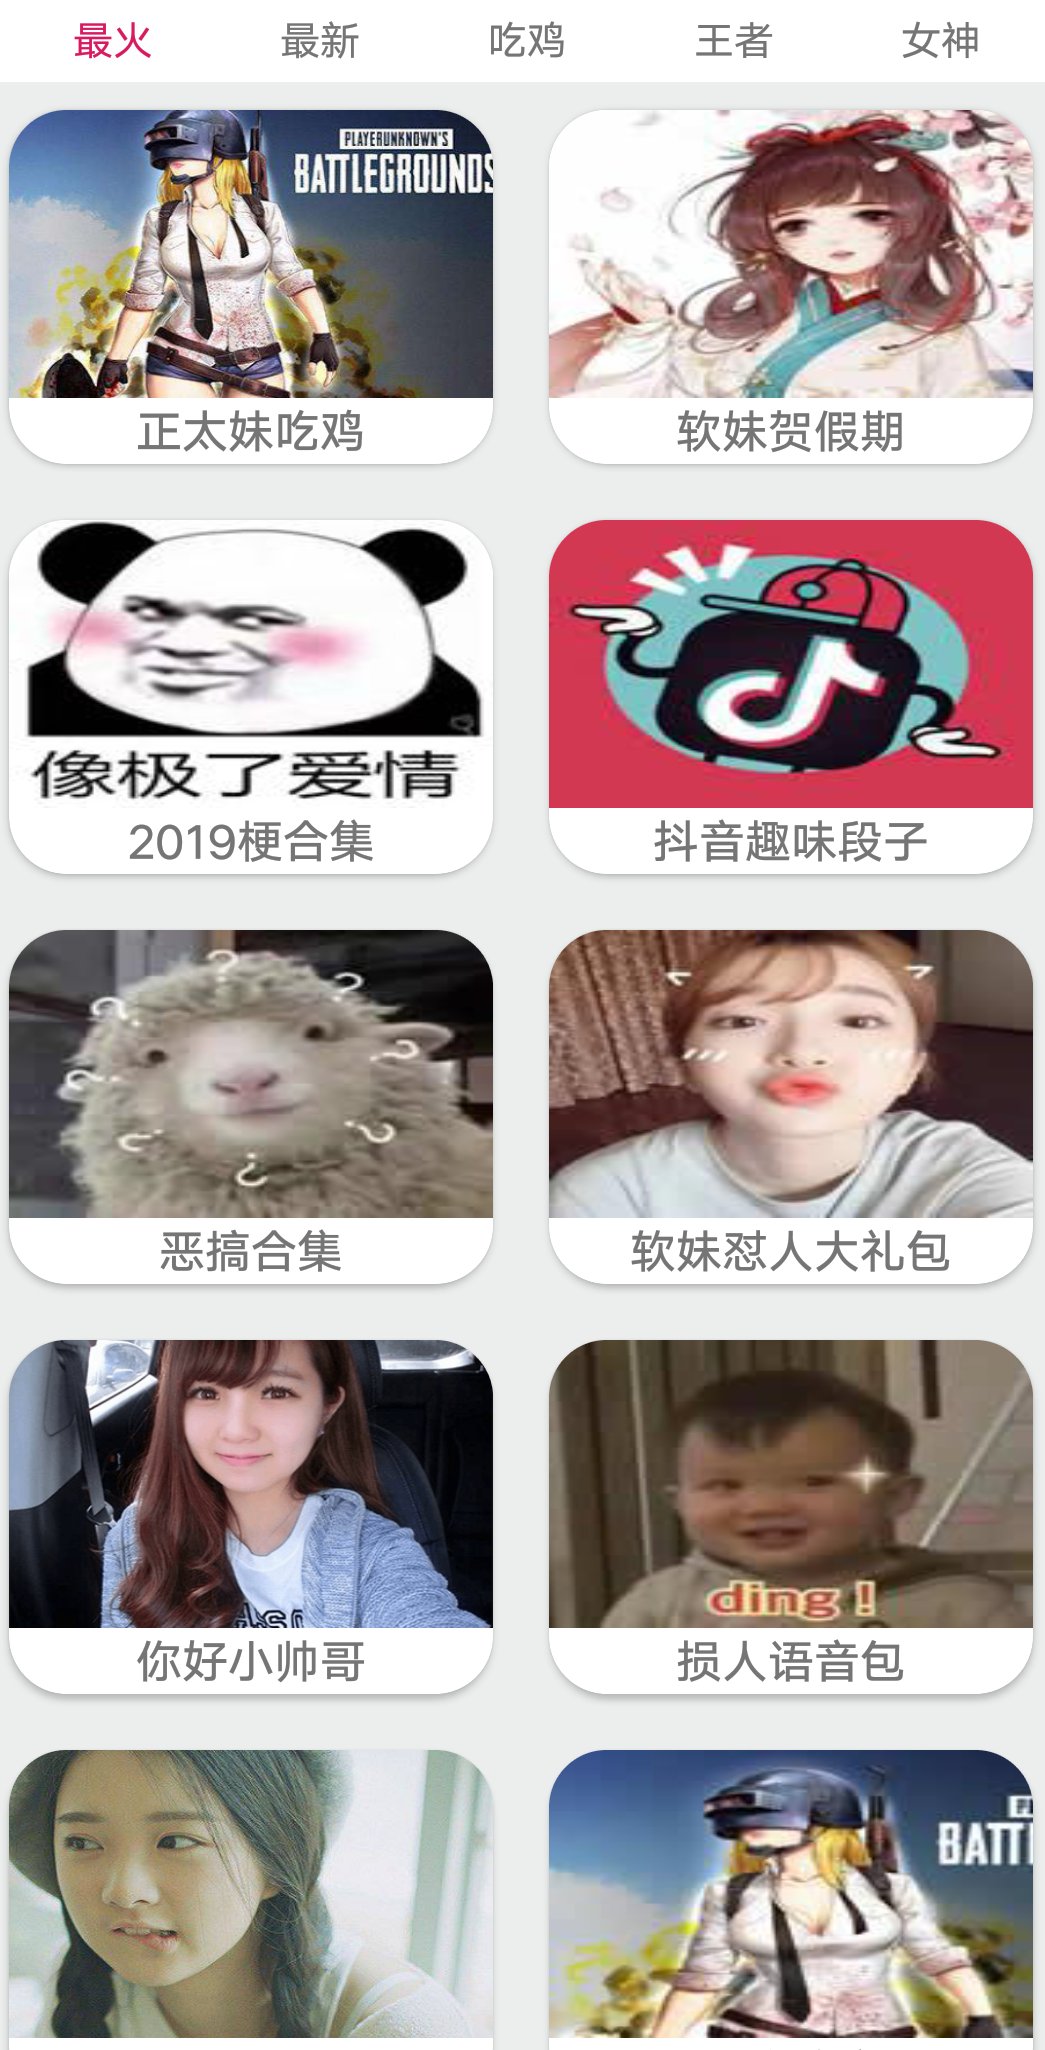 最火 最新 吃鸡 王者 女神
PLAYERUNKNOWN'S
BATTLEGROUNDS
正太妹吃鸡
软妹贺假期
像极了爱情
2019梗合集
抖音趣味段子
恶搞合集
软妹怼人大礼包
你好小帅哥
ding !
损人语音包